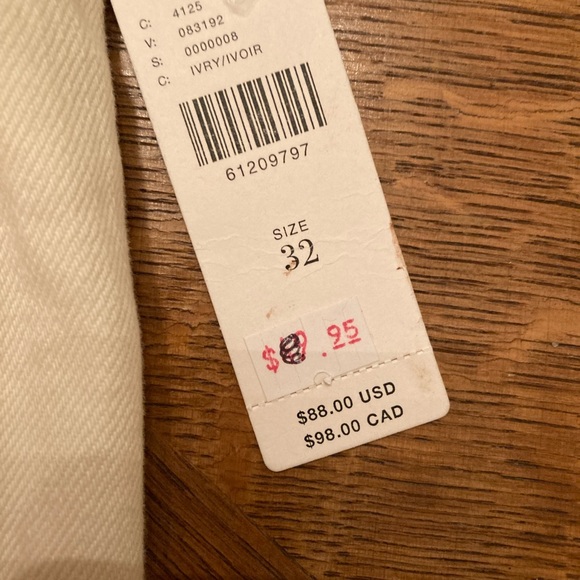 C: 4125
V: 083192
S: 0000008
C: IVRY/IVOIR
61209797
SIZE
32
$ .95
$88.00 USD
$98.00 CAD